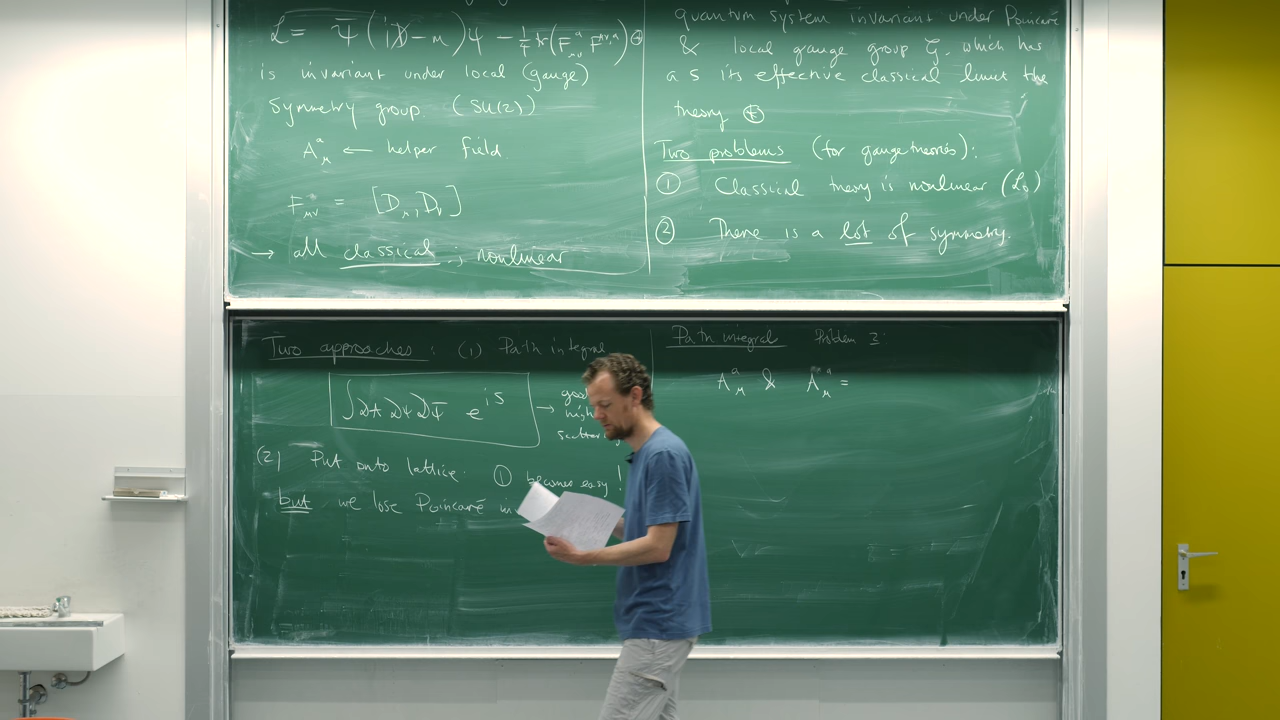 L = Ψ̄ (iD̸ - m) ψ - 1/4 tr(F^a_μν F^μν,a) ⊛
is invariant under local (gauge)
symmetry group. (SU(2))
A^a_μ ← helper field.
F_μν = [D_μ, D_ν]
→ all classical ; nonlinear
quantum system invariant under Poincaré
& local gauge group G, which has
as its effective classical limit the
theory ⊛
Two problems (for gauge theories):
① Classical theory is nonlinear
② There is a lot of symmetry.
Two approaches: (1) Path integral
∫DA Dψ Dψ̄ e^iS →
(2) Put onto lattice. ① becomes easy!
but we lose Poincaré
Path integral Problem 2:
A^a_μ & A^a_μ =